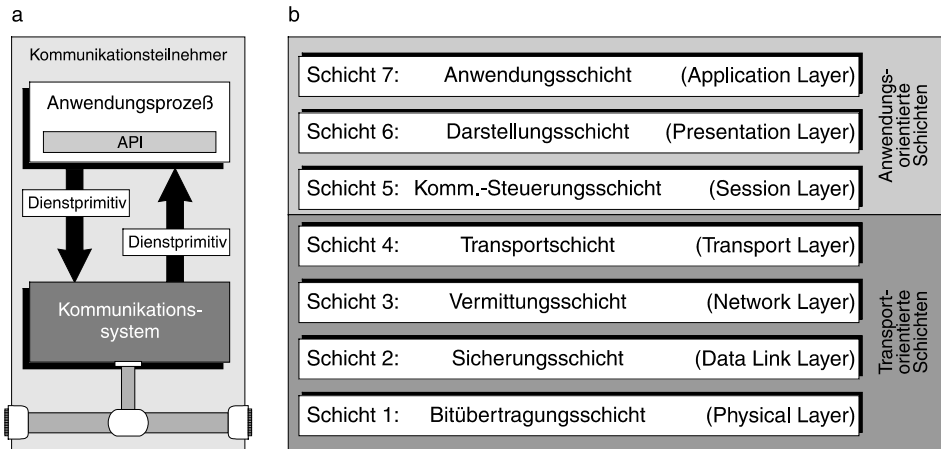 a
Kommunikationsteilnehmer
Anwendungsprozeß
API
Dienstprimitiv
Dienstprimitiv
Kommunikations-
system
b
Schicht 7: Anwendungsschicht (Application Layer)
Schicht 6: Darstellungsschicht (Presentation Layer)
Schicht 5: Komm.-Steuerungsschicht (Session Layer)
Anwendungs-
orientierte
Schichten
Schicht 4: Transportschicht (Transport Layer)
Schicht 3: Vermittungsschicht (Network Layer)
Schicht 2: Sicherungsschicht (Data Link Layer)
Schicht 1: Bitübertragungsschicht (Physical Layer)
Transport-
orientierte
Schichten